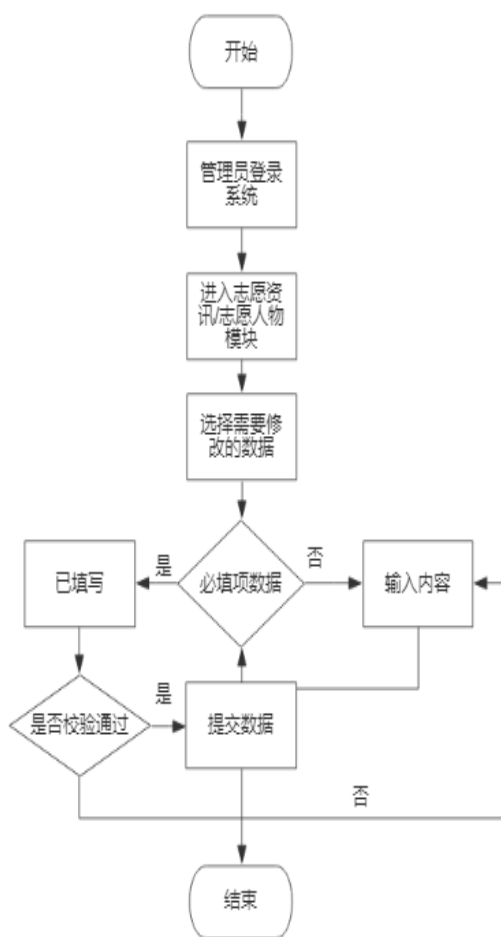 开始
管理员登录
系统
进入志愿资
讯/志愿人物
模块
选择需要修
改的数据
是
必填项数据
否
已填写
输入内容
是否校验通过
是
提交数据
否
结束